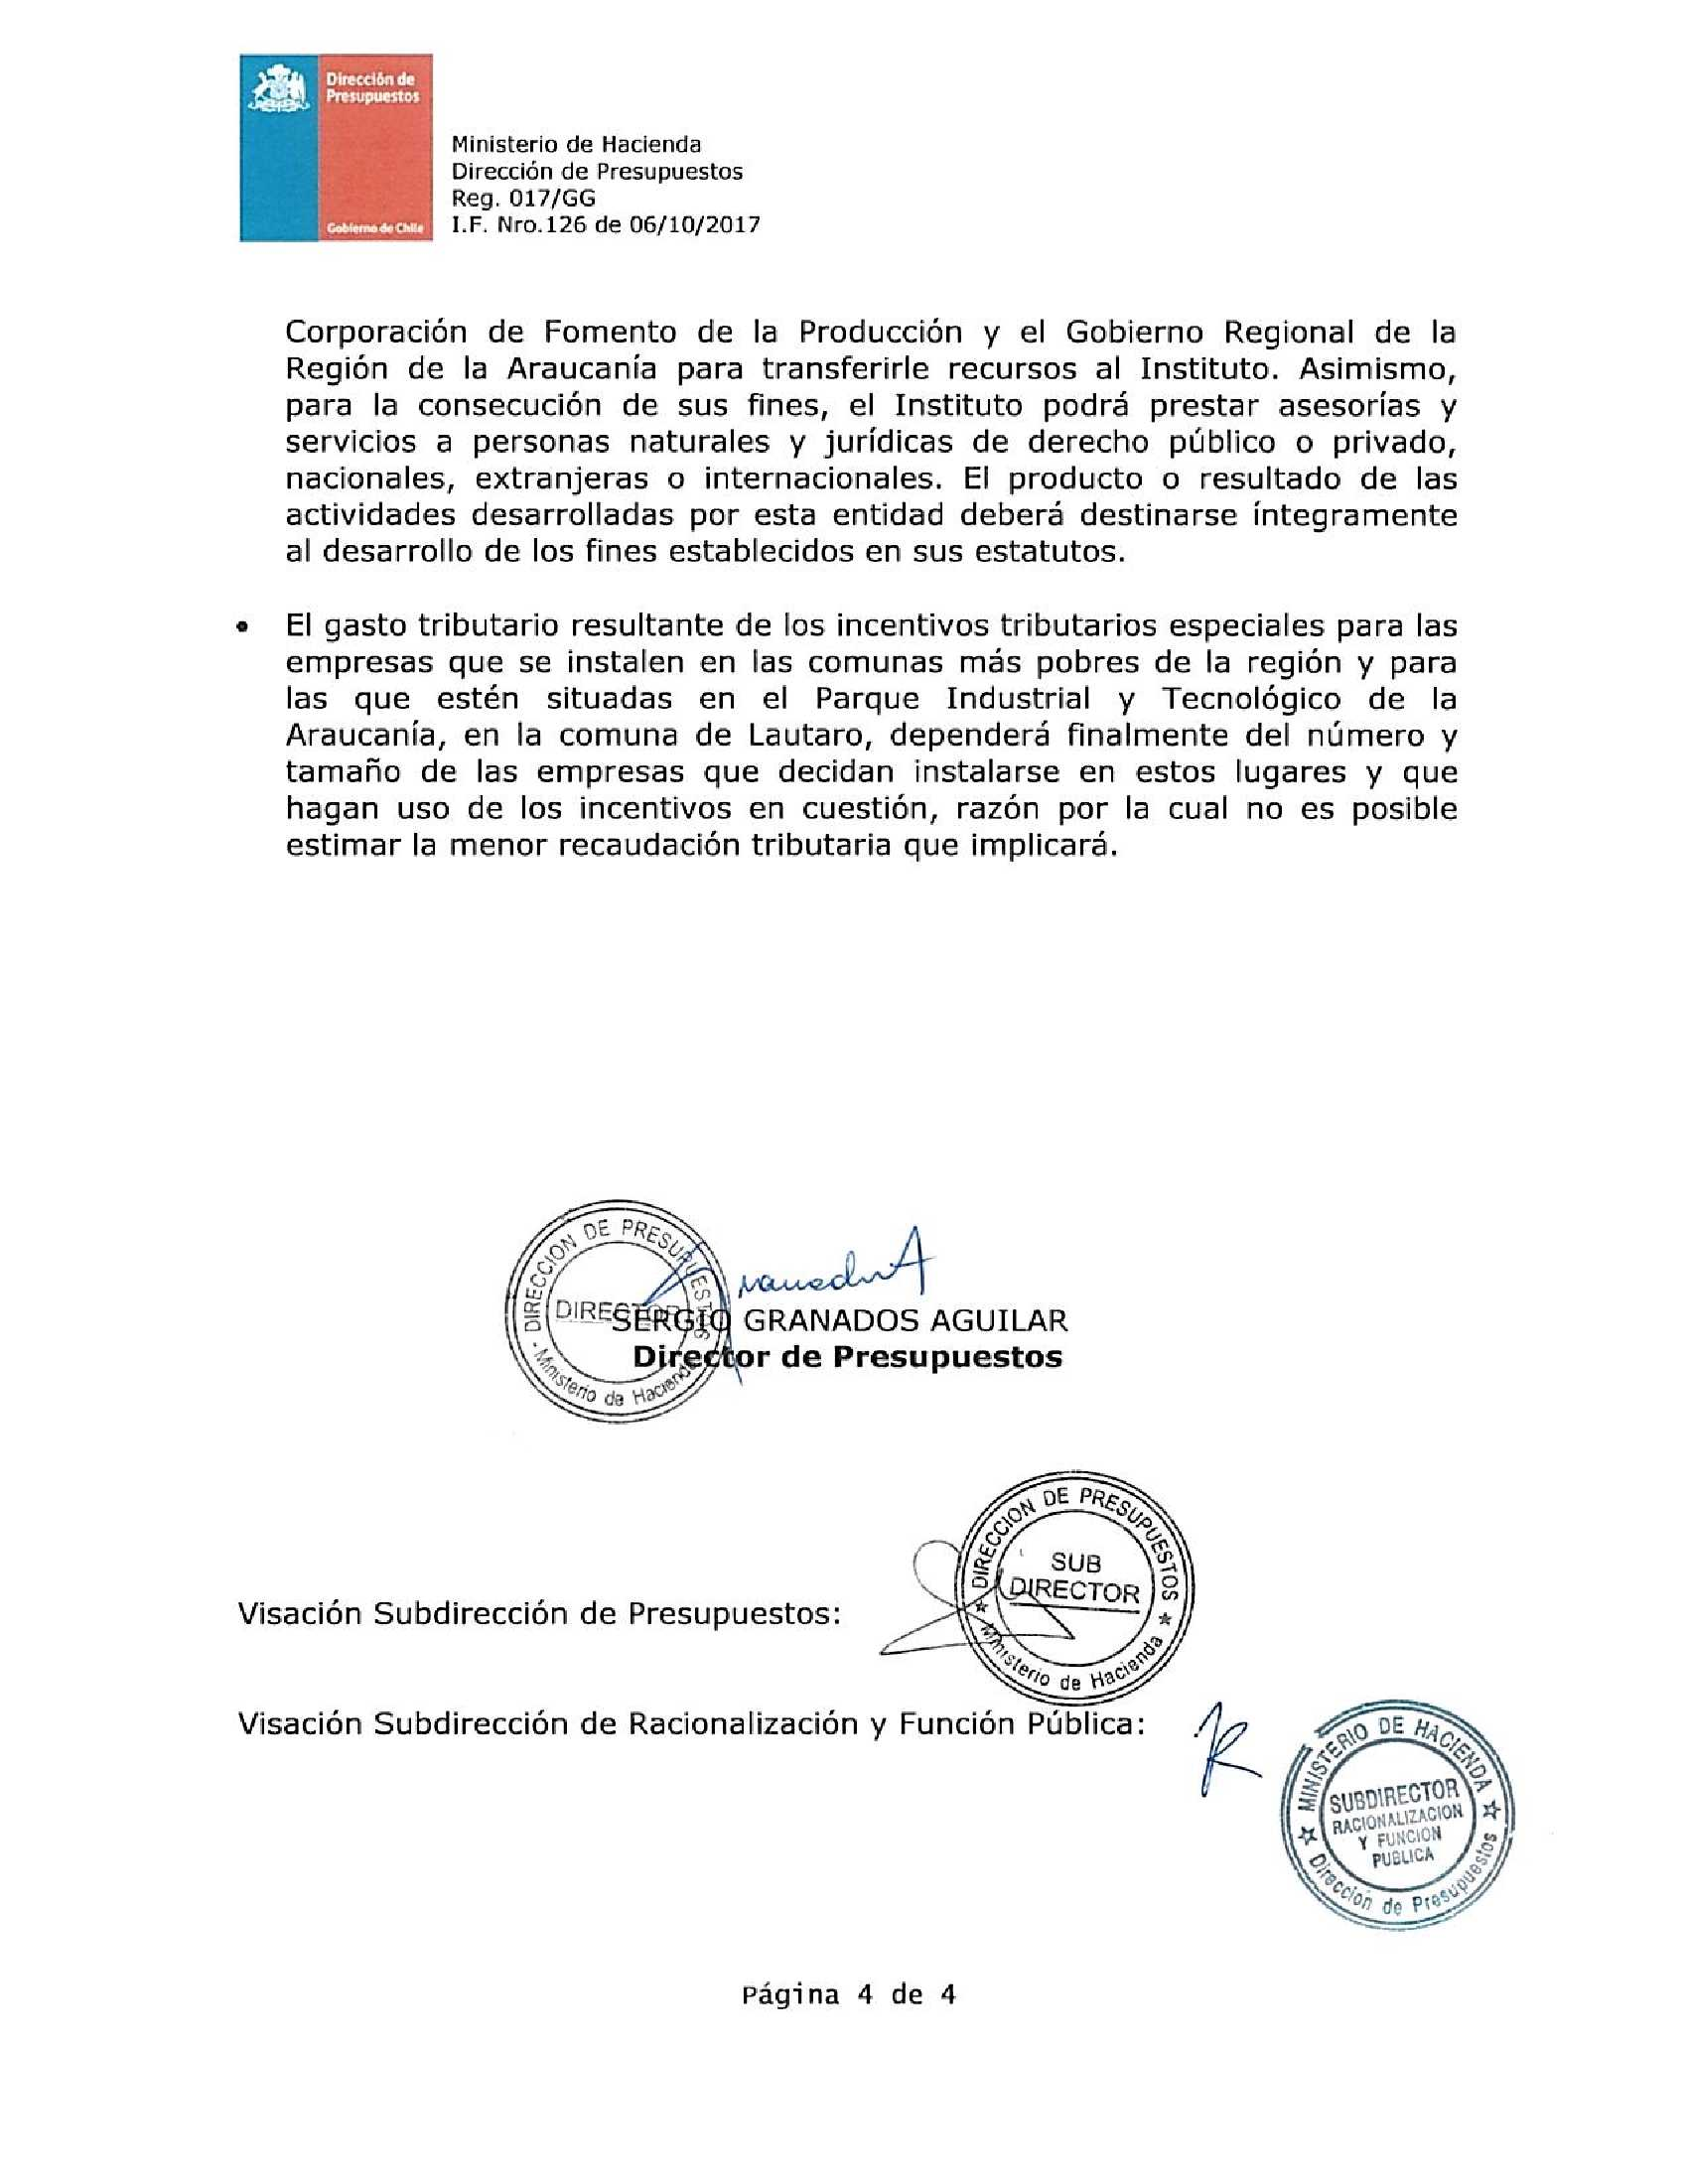 Dirección de
Presupuestos
Gobierno de Chile
Ministerio de Hacienda
Dirección de Presupuestos
Reg. 017/GG
I.F. Nro.126 de 06/10/2017
Corporación de Fomento de la Producción y el Gobierno Regional de la
Región de la Araucanía para transferirle recursos al Instituto. Asimismo,
para la consecución de sus fines, el Instituto podrá prestar asesorías y
servicios a personas naturales y jurídicas de derecho público o privado,
nacionales, extranjeras o internacionales. El producto o resultado de las
actividades desarrolladas por esta entidad deberá destinarse íntegramente
al desarrollo de los fines establecidos en sus estatutos.
• El gasto tributario resultante de los incentivos tributarios especiales para las
empresas que se instalen en las comunas más pobres de la región y para
las que estén situadas en el Parque Industrial y Tecnológico de la
Araucanía, en la comuna de Lautaro, dependerá finalmente del número y
tamaño de las empresas que decidan instalarse en estos lugares y que
hagan uso de los incentivos en cuestión, razón por la cual no es posible
estimar la menor recaudación tributaria que implicará.
DIRECCION DE PRESUPUESTOS
DIRECTOR
Ministerio de Hacienda
SERGIO GRANADOS AGUILAR
Director de Presupuestos
DIRECCION DE PRESUPUESTOS
SUB
DIRECTOR
Ministerio de Hacienda
Visación Subdirección de Presupuestos:
Visación Subdirección de Racionalización y Función Pública:
MINISTERIO DE HACIENDA
SUBDIRECTOR
RACIONALIZACION
Y FUNCION
PUBLICA
Direccion de Presupuestos
Página 4 de 4